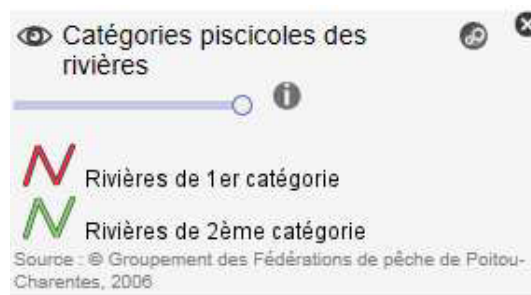 Catégories piscicoles des
rivières
Rivières de 1er catégorie
Rivières de 2ème catégorie
Source : © Groupement des Fédérations de pêche de Poitou-
Charentes, 2006